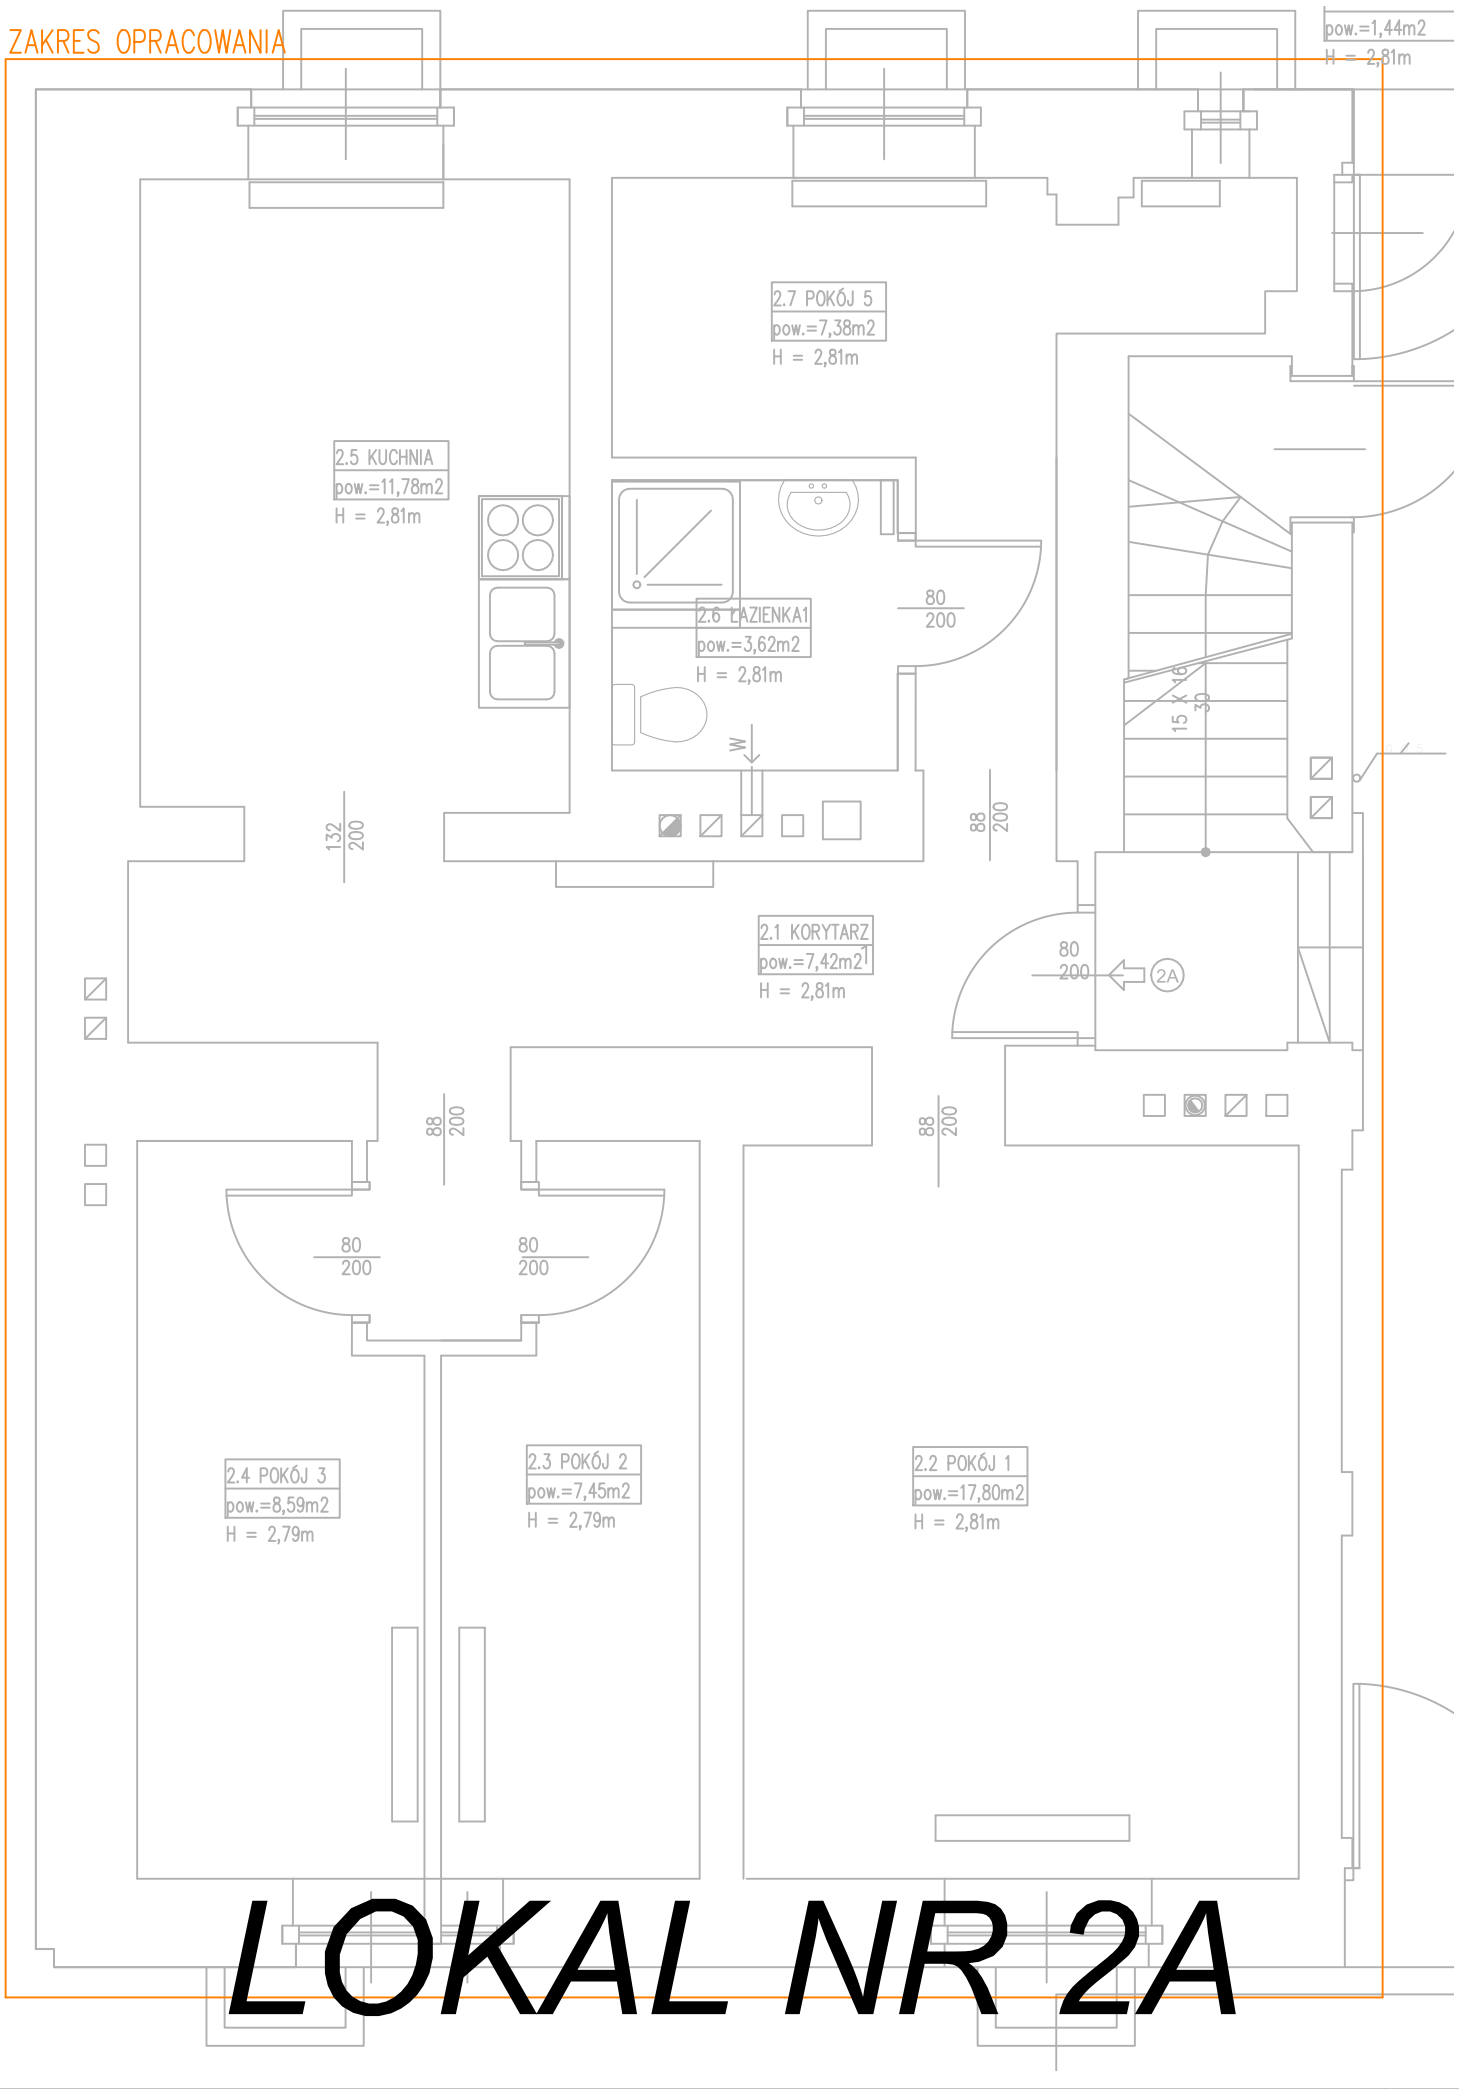 ZAKRES OPRACOWANIA
pow.=1,44m2
H = 2,81m
2.7 POKÓJ 5
pow.=7,38m2
H = 2,81m
2.5 KUCHNIA
pow.=11,78m2
H = 2,81m
80
200
2.6 ŁAZIENKA1
pow.=3,62m2
H = 2,81m
15 X 16
30
W
132
200
88
200
2.1 KORYTARZ
pow.=7,42m2
1
H = 2,81m
80
200
2A
88
200
88
200
80
200
80
200
2.4 POKÓJ 3
pow.=8,59m2
H = 2,79m
2.3 POKÓJ 2
pow.=7,45m2
H = 2,79m
2.2 POKÓJ 1
pow.=17,80m2
H = 2,81m
LOKAL NR 2A